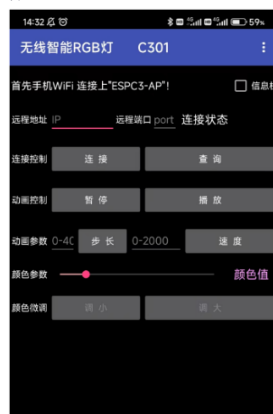 14:32
59%
无线智能RGB灯 C301
首先手机WiFi 连接上"ESPC3-AP"! 信息框
远程地址 IP 远程端口 port 连接状态
连接控制 连 接 查 询
动画控制 暂 停 播 放
动画参数 0-4 步 长 0-2000 速 度
颜色参数 颜色值
颜色微调 调 小 调 大